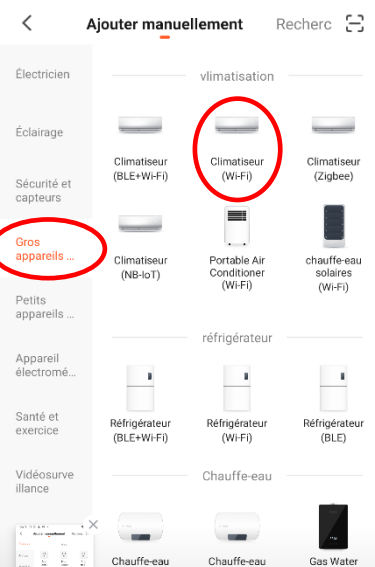 Ajouter manuellement Recherc
Électricien
Éclairage
Sécurité et
capteurs
Gros
appareils ...
Petits
appareils ...
Appareil
électromé...
Santé et
exercice
Vidéosurve
illance
vlimatisation
Climatiseur
(BLE+Wi-Fi)
Climatiseur
(Wi-Fi)
Climatiseur
(Zigbee)
Climatiseur
(NB-IoT)
Portable Air
Conditioner
(Wi-Fi)
chauffe-eau
solaires
(Wi-Fi)
réfrigérateur
Réfrigérateur
(BLE+Wi-Fi)
Réfrigérateur
(Wi-Fi)
Réfrigérateur
(BLE)
Chauffe-eau
Chauffe-eau
Chauffe-eau
Gas Water